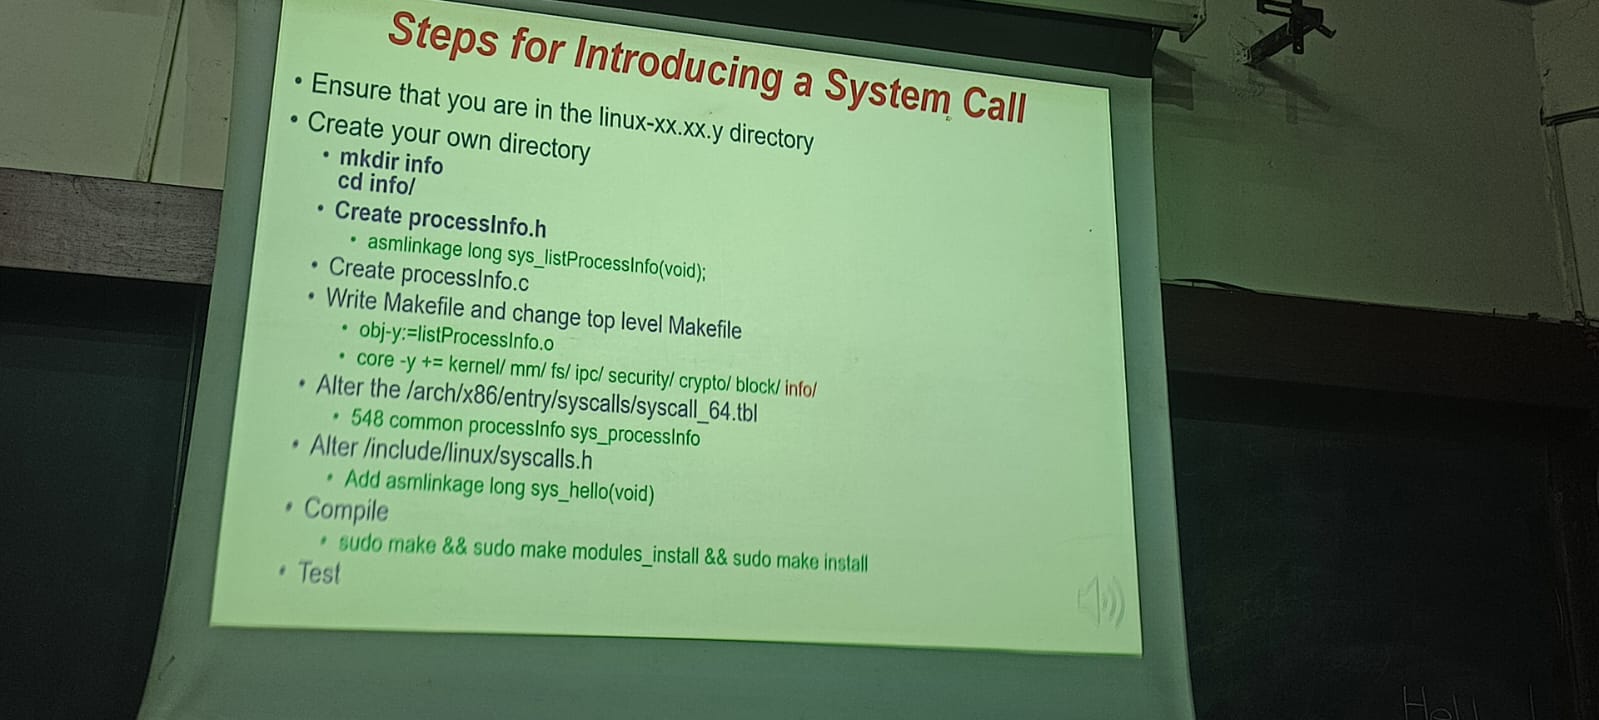 Steps for Introducing a System Call
• Ensure that you are in the linux-xx.xx.y directory
• Create your own directory
• mkdir info
cd info/
• Create processInfo.h
• asmlinkage long sys_listProcessInfo(void);
• Create processInfo.c
• Write Makefile and change top level Makefile
• obj-y:=listProcessInfo.o
• core -y += kernel/ mm/ fs/ ipc/ security/ crypto/ block/ info/
• Alter the /arch/x86/entry/syscalls/syscall_64.tbl
• 548 common processInfo sys_processInfo
• Alter /include/linux/syscalls.h
• Add asmlinkage long sys_hello(void)
• Compile
• sudo make && sudo make modules_install && sudo make install
• Test